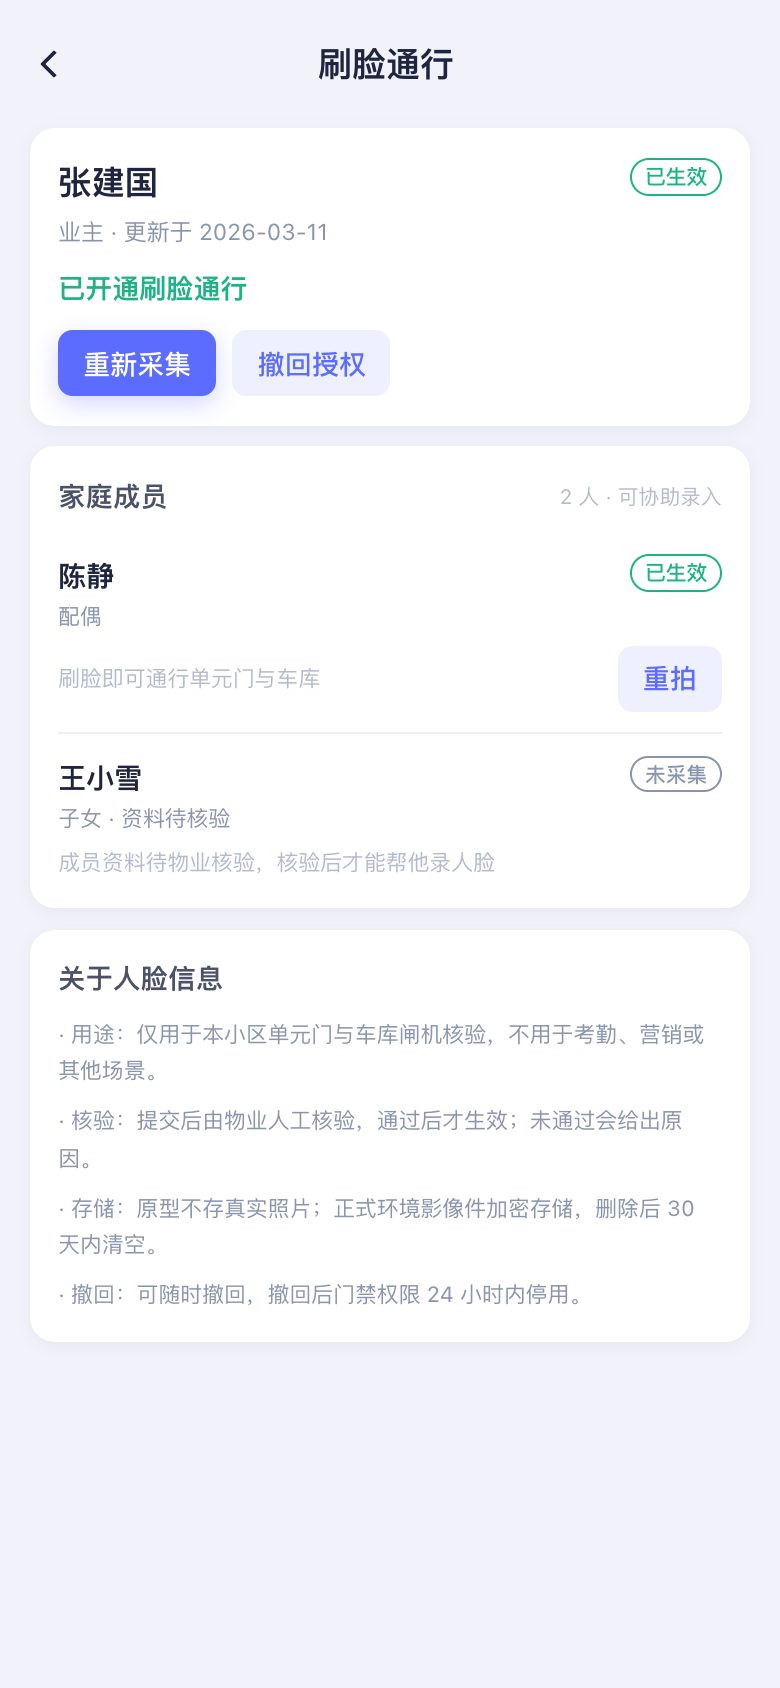 刷脸通行
张建国
已生效
业主 · 更新于 2026-03-11
已开通刷脸通行
重新采集
撤回授权
家庭成员
2 人 · 可协助录入
陈静
已生效
配偶
刷脸即可通行单元门与车库
重拍
王小雪
未采集
子女 · 资料待核验
成员资料待物业核验，核验后才能帮他录人脸
关于人脸信息
· 用途：仅用于本小区单元门与车库闸机核验，不用于考勤、营销或
其他场景。
· 核验：提交后由物业人工核验，通过后才生效；未通过会给出原
因。
· 存储：原型不存真实照片；正式环境影像件加密存储，删除后 30
天内清空。
· 撤回：可随时撤回，撤回后门禁权限 24 小时内停用。